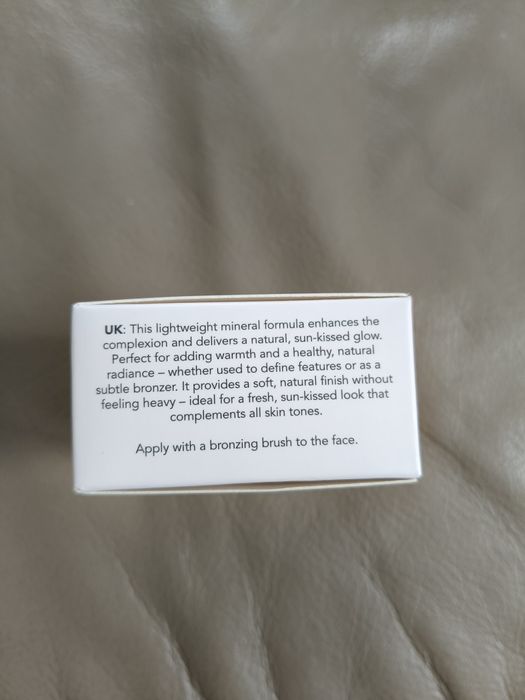 UK: This lightweight mineral formula enhances the
complexion and delivers a natural, sun-kissed glow.
Perfect for adding warmth and a healthy, natural
radiance – whether used to define features or as a
subtle bronzer. It provides a soft, natural finish without
feeling heavy – ideal for a fresh, sun-kissed look that
complements all skin tones.
Apply with a bronzing brush to the face.